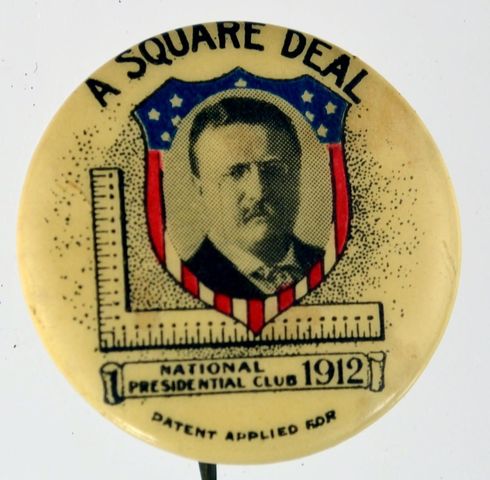 A SQUARE DEAL
NATIONAL
PRESIDENTIAL CLUB 1912
PATENT APPLIED FOR